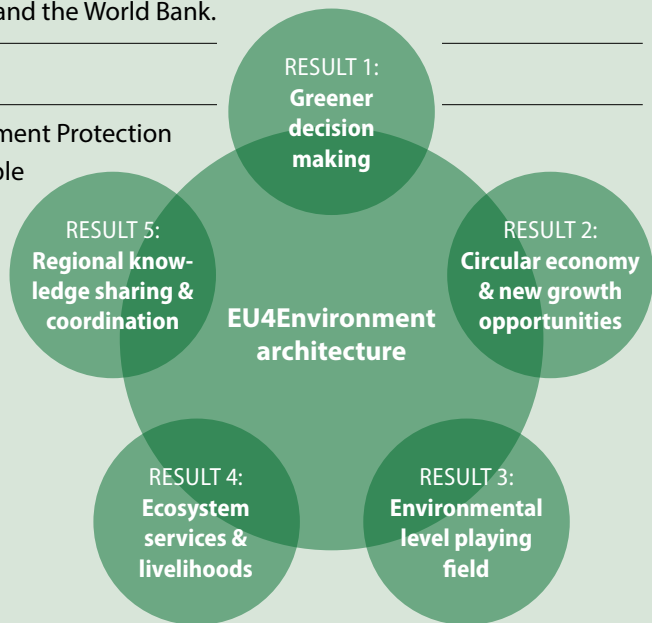 and the World Bank.
ment Protection
ble
RESULT 1:
Greener
decision
making
RESULT 5:
Regional know-
ledge sharing &
coordination
RESULT 2:
Circular economy
& new growth
opportunities
EU4Environment
architecture
RESULT 4:
Ecosystem
services &
livelihoods
RESULT 3:
Environmental
level playing
field